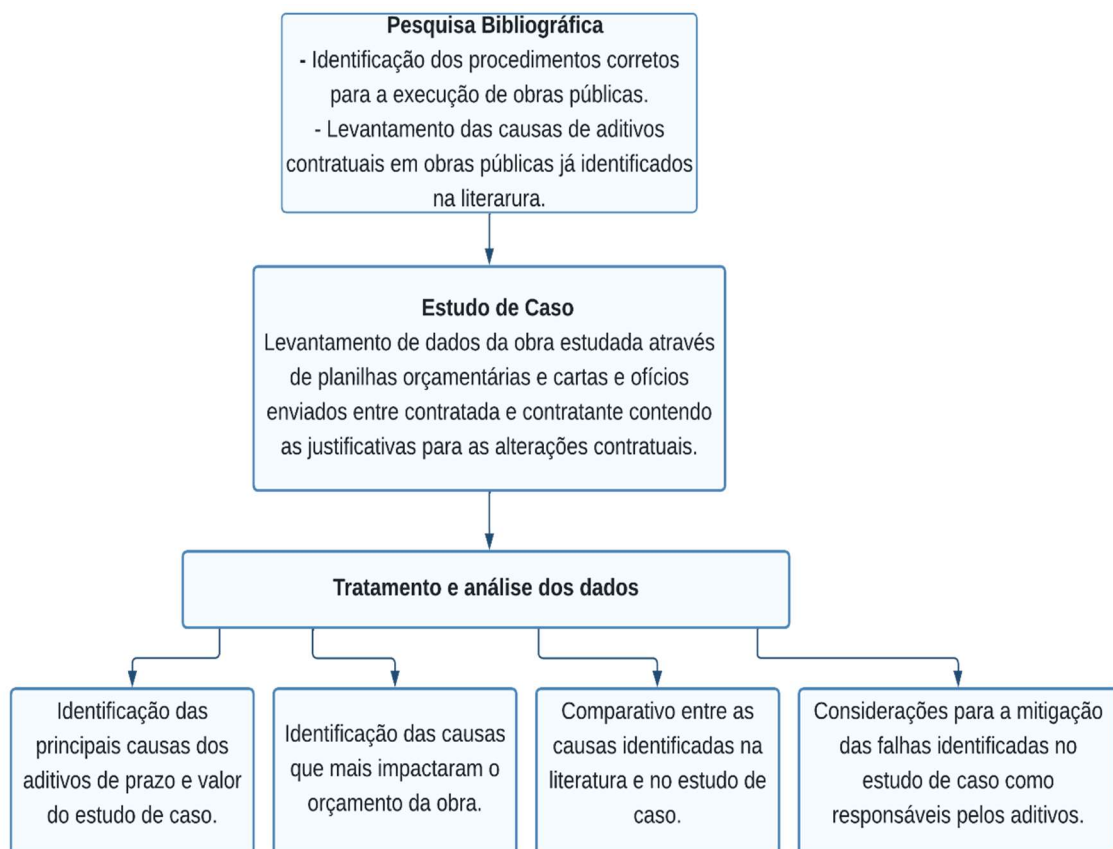 Pesquisa Bibliográfica
- Identificação dos procedimentos corretos
para a execução de obras públicas.
- Levantamento das causas de aditivos
contratuais em obras públicas já identificados
na literarura.
Estudo de Caso
Levantamento de dados da obra estudada através
de planilhas orçamentárias e cartas e ofícios
enviados entre contratada e contratante contendo
as justificativas para as alterações contratuais.
Tratamento e análise dos dados
Identificação das
principais causas dos
aditivos de prazo e valor
do estudo de caso.
Identificação das causas
que mais impactaram o
orçamento da obra.
Comparativo entre as
causas identificadas na
literatura e no estudo de
caso.
Considerações para a mitigação
das falhas identificadas no
estudo de caso como
responsáveis pelos aditivos.